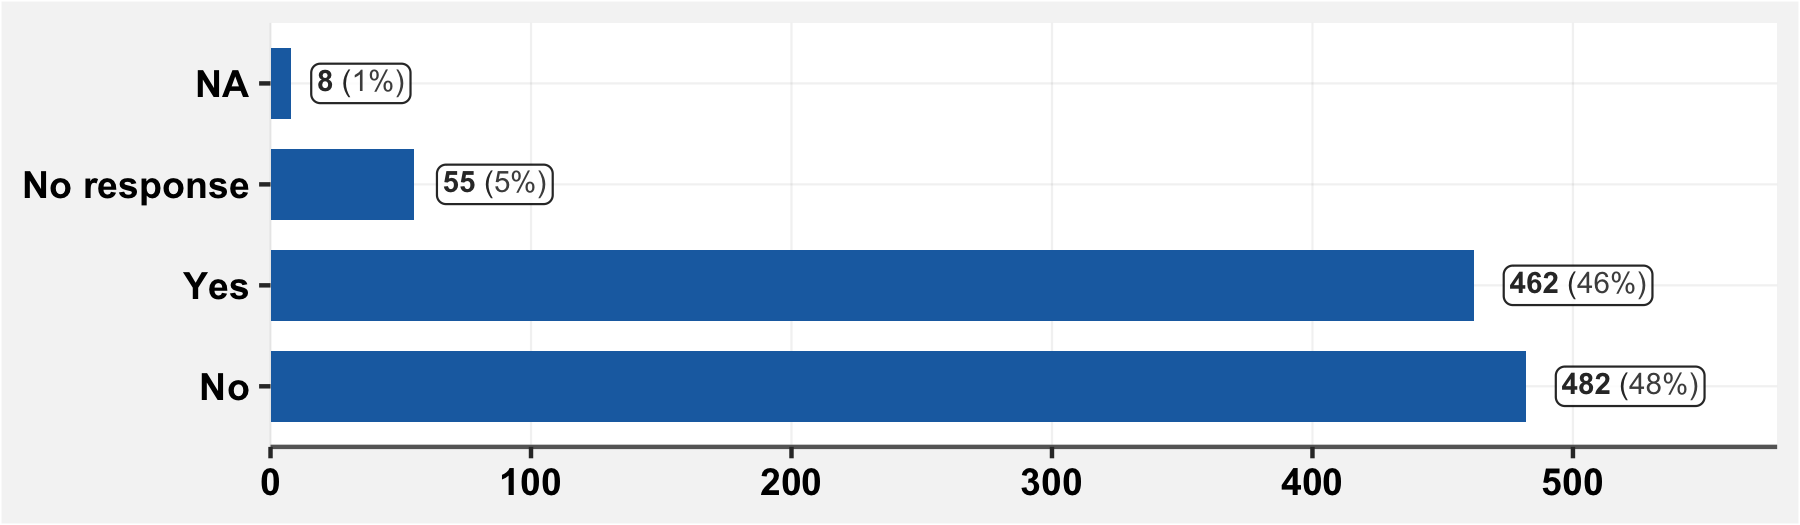 NA 8 (1%)
No response 55 (5%)
Yes 462 (46%)
No 482 (48%)
0 100 200 300 400 500